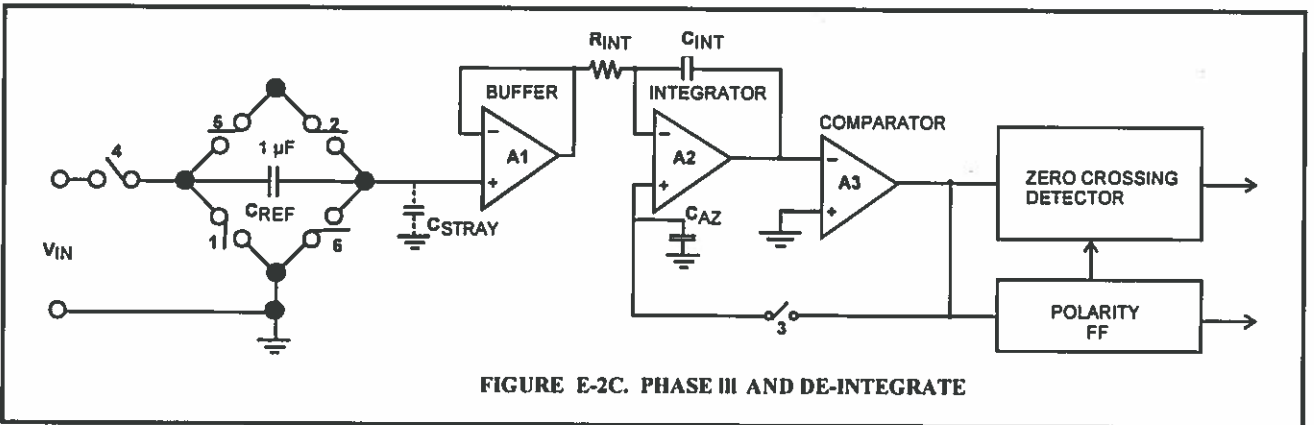 RINT
CINT
BUFFER
INTEGRATOR
COMPARATOR
5
2
1 µF
4
CREF
1
6
VIN
CSTRAY
−
A1
+
−
A2
+
CAZ
−
A3
+
3
ZERO CROSSING
DETECTOR
POLARITY
FF
FIGURE E-2C. PHASE III AND DE-INTEGRATE